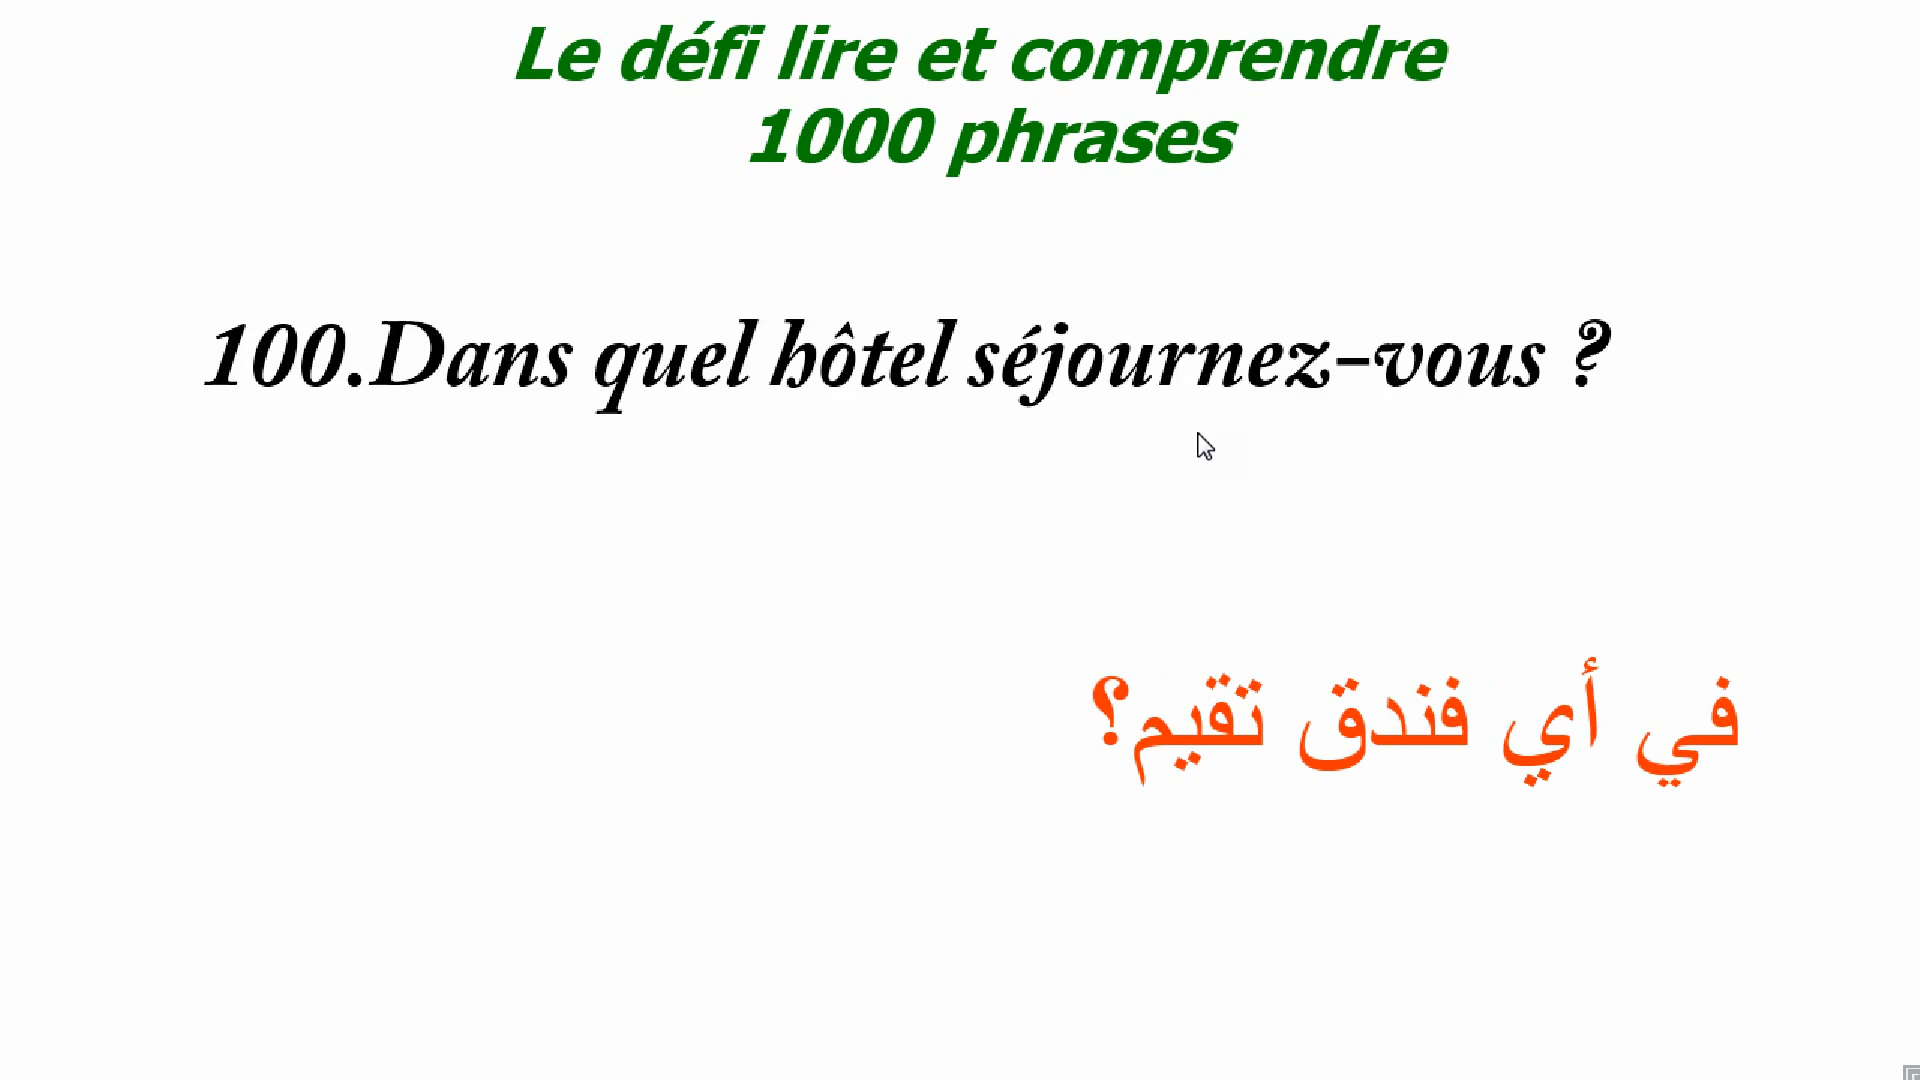 Le défi lire et comprendre
1000 phrases
100.Dans quel hôtel séjournez-vous ?
في أي فندق تقيم؟